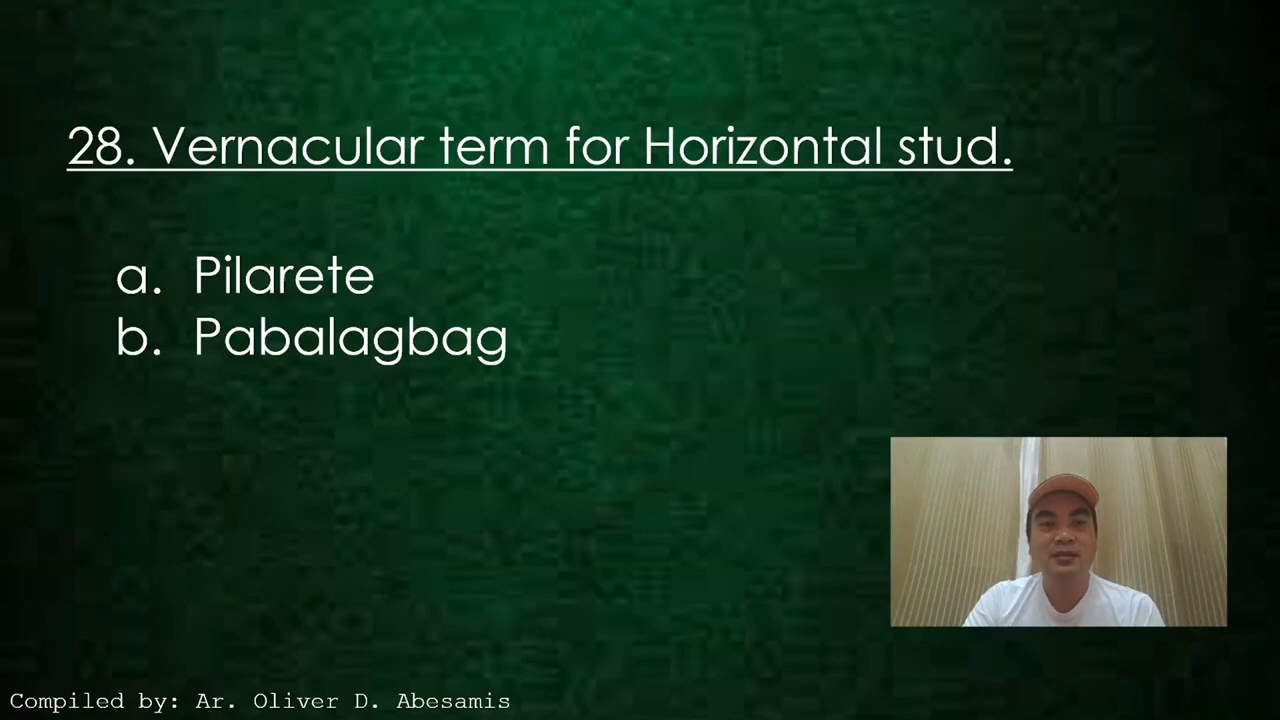 28. Vernacular term for Horizontal stud.
a. Pilarete
b. Pabalagbag
Compiled by: Ar. Oliver D. Abesamis